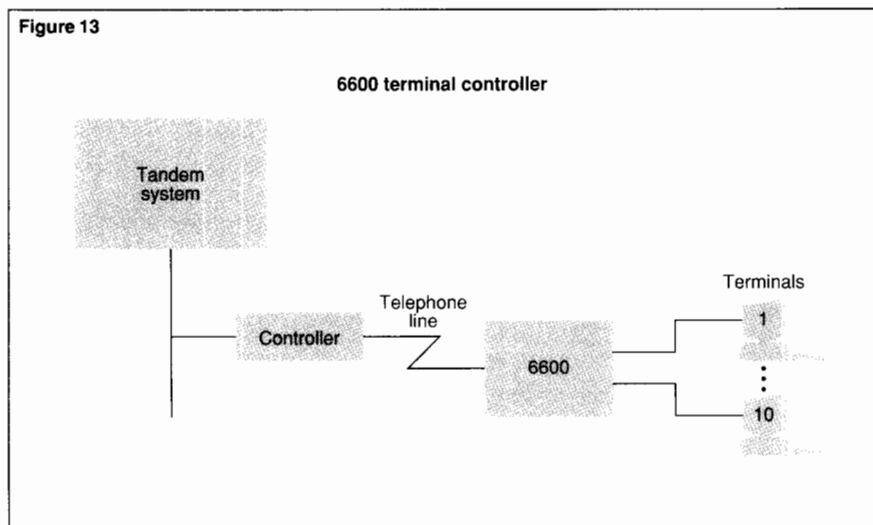 Figure 13
6600 terminal controller
Tandem
system
Terminals
Telephone
line
1
Controller
6600
10